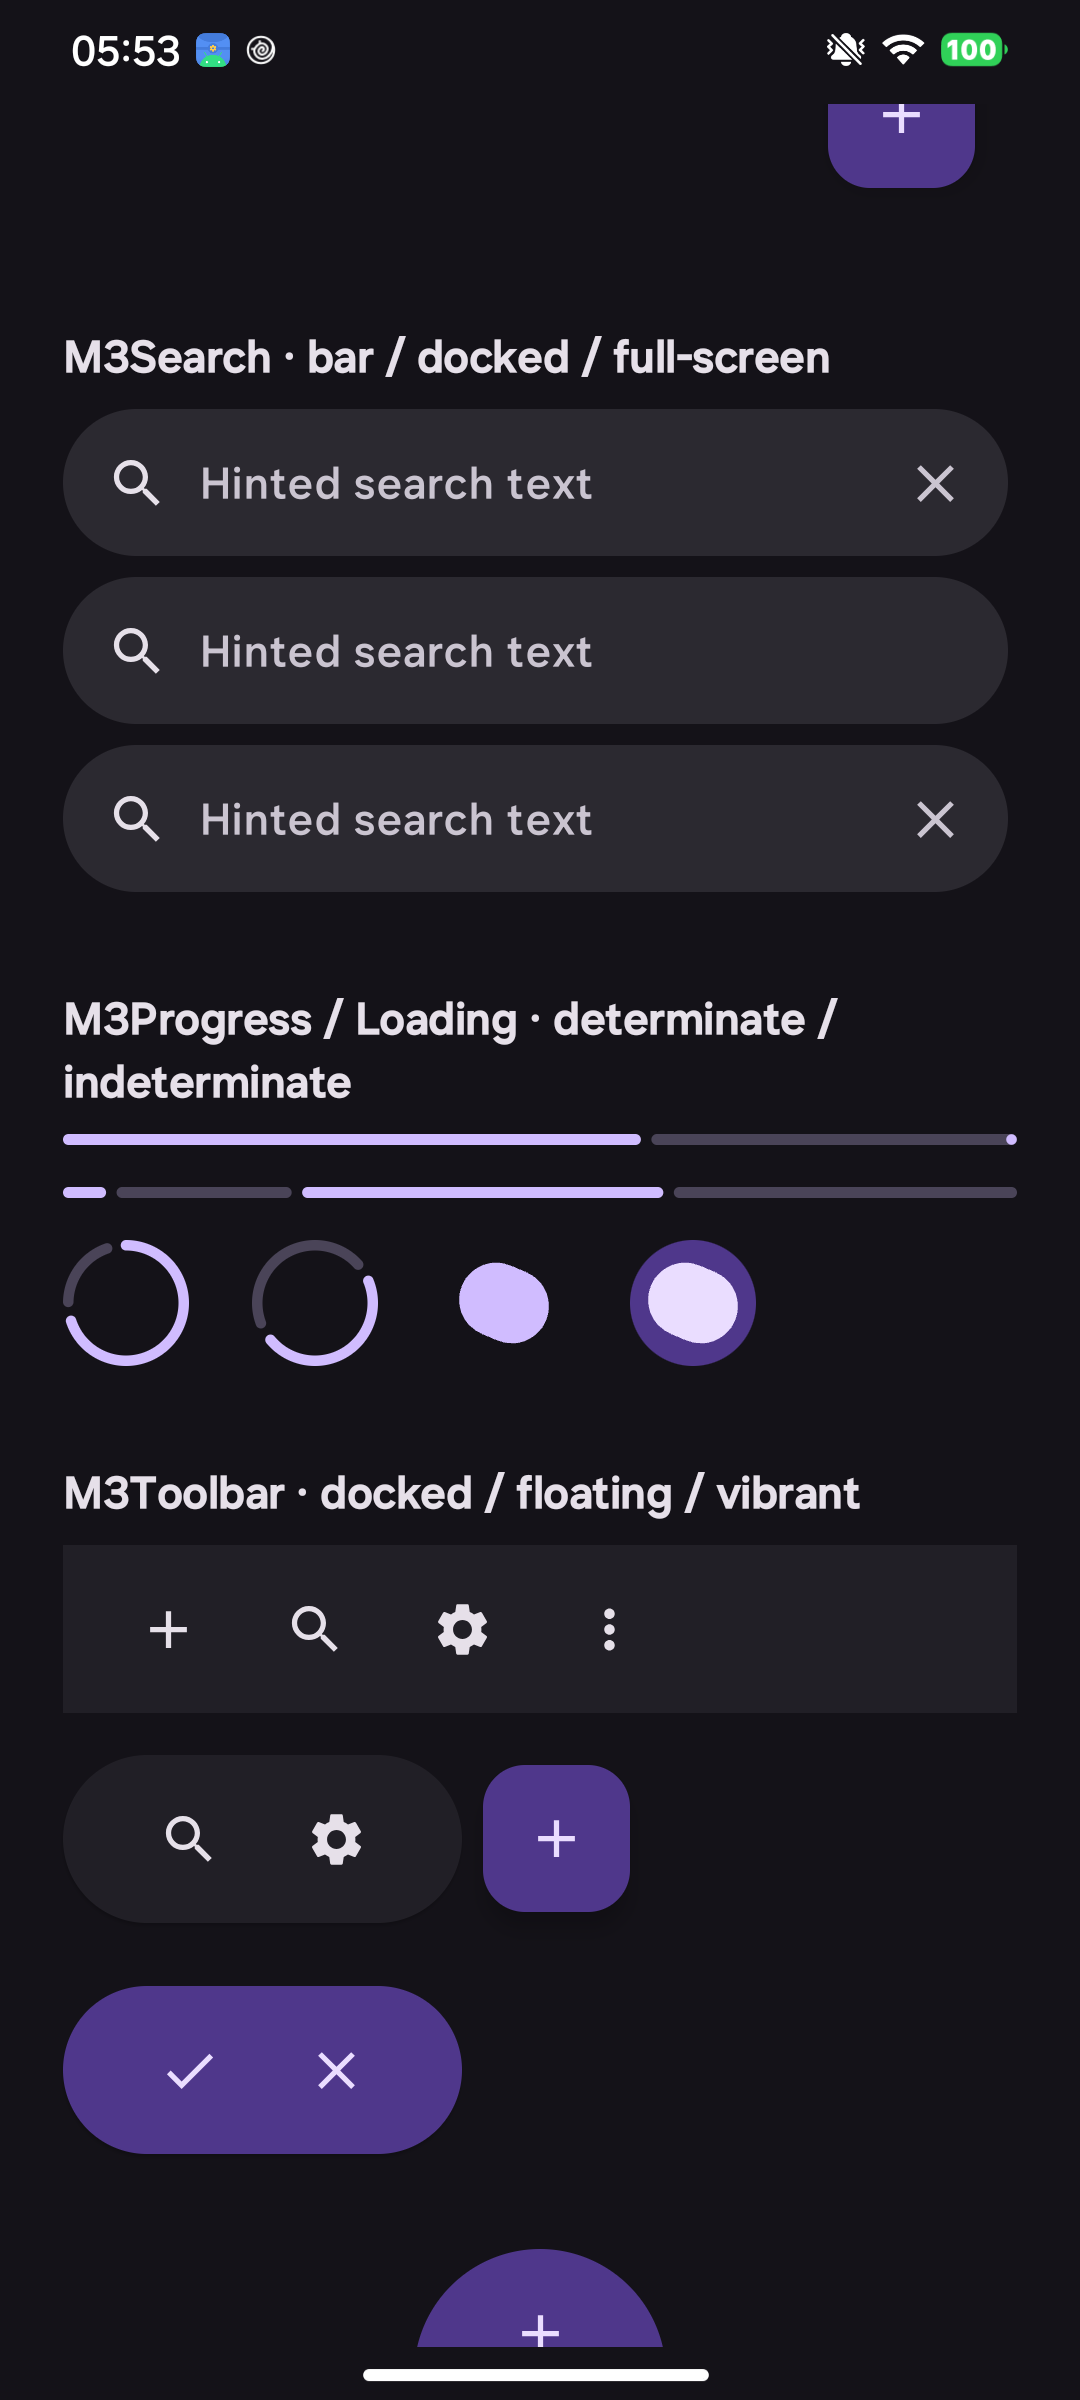 05:53
100
M3Search · bar / docked / full-screen
Hinted search text
Hinted search text
Hinted search text
M3Progress / Loading · determinate /
indeterminate
M3Toolbar · docked / floating / vibrant